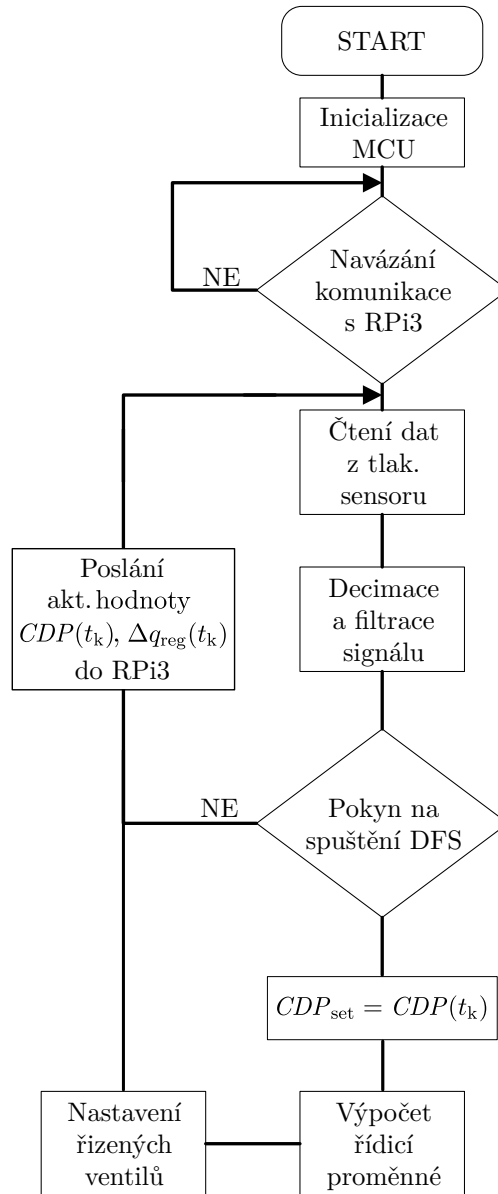 START
Inicializace
MCU
NE
Navázání
komunikace
s RPi3
Čtení dat
z tlak.
sensoru
Poslání
akt. hodnoty
CDP(tk), Δqreg(tk)
do RPi3
Decimace
a filtrace
signálu
NE
Pokyn na
spuštění DFS
CDPset = CDP(tk)
Nastavení
řizených
ventilů
Výpočet
řídicí
proměnné